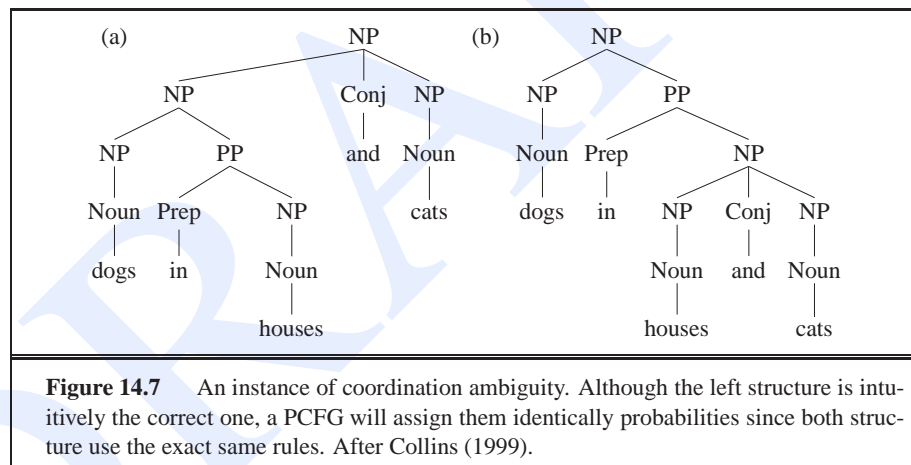 (a) NP (b) NP
NP Conj NP NP PP
NP PP and Noun Noun Prep NP
Noun Prep NP cats dogs in NP Conj NP
dogs in Noun Noun and Noun
houses houses cats
Figure 14.7 An instance of coordination ambiguity. Although the left structure is intu-
itively the correct one, a PCFG will assign them identically probabilities since both struc-
ture use the exact same rules. After Collins (1999).